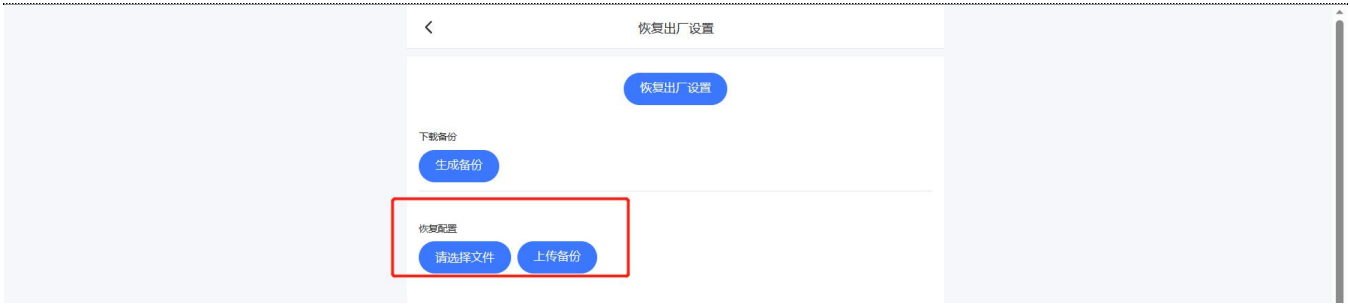 恢复出厂设置
恢复出厂设置
下载备份
生成备份
恢复配置
请选择文件 上传备份